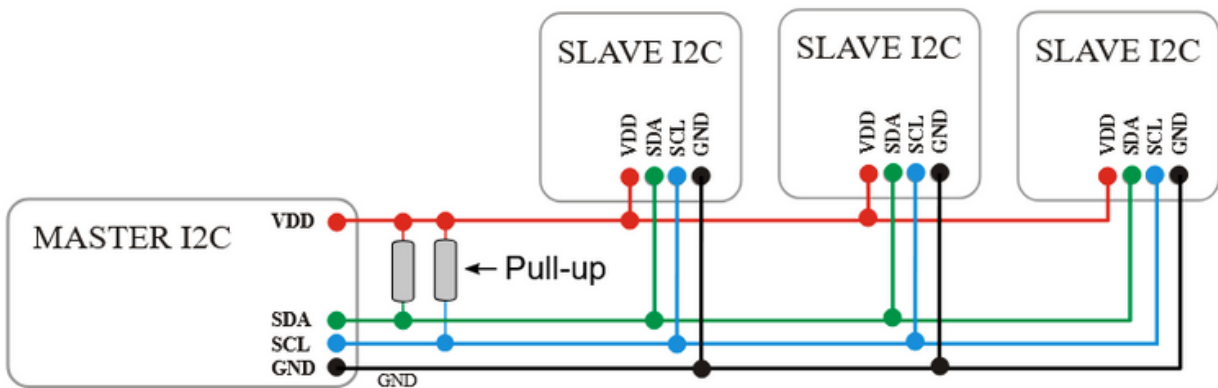 SLAVE I2C
VDD
SDA
SCL
GND
SLAVE I2C
VDD
SDA
SCL
GND
SLAVE I2C
VDD
SDA
SCL
GND
MASTER I2C
VDD
SDA
SCL
GND
Pull-up
GND